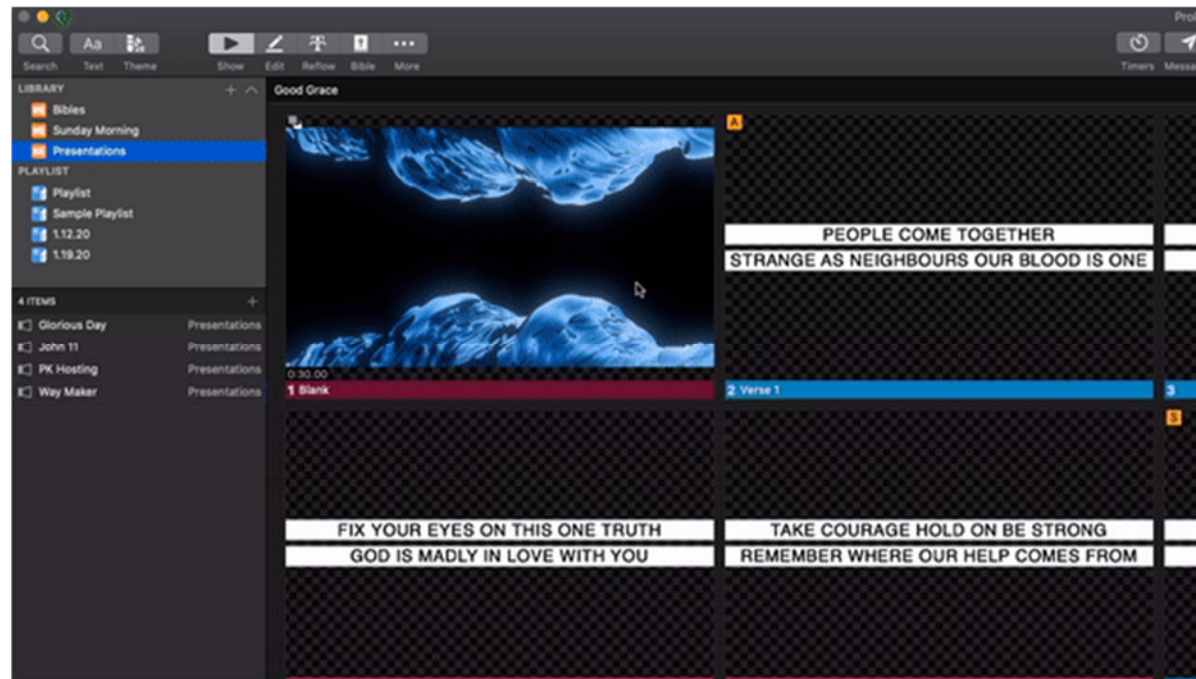 Pro
Search Text Theme Show Edit Reflow Bible More Timers Messa
LIBRARY
Bibles
Sunday Morning
Presentations
PLAYLIST
Playlist
Sample Playlist
1.12.20
1.19.20
4 ITEMS
Glorious Day Presentations
John 11 Presentations
PK Hosting Presentations
Way Maker Presentations
Good Grace
A
PEOPLE COME TOGETHER
STRANGE AS NEIGHBOURS OUR BLOOD IS ONE
0:30.00
1 Blank
2 Verse 1
3
S
FIX YOUR EYES ON THIS ONE TRUTH
GOD IS MADLY IN LOVE WITH YOU
TAKE COURAGE HOLD ON BE STRONG
REMEMBER WHERE OUR HELP COMES FROM